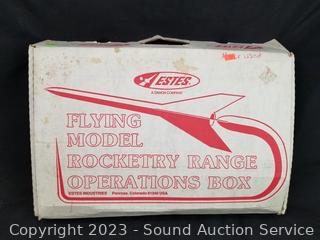 ESTES
A DAMON COMPANY
FLYING
MODEL
ROCKETRY RANGE
OPERATIONS BOX
ESTES INDUSTRIES Penrose, Colorado 81240 USA
Copyright 2023 - Sound Auction Service